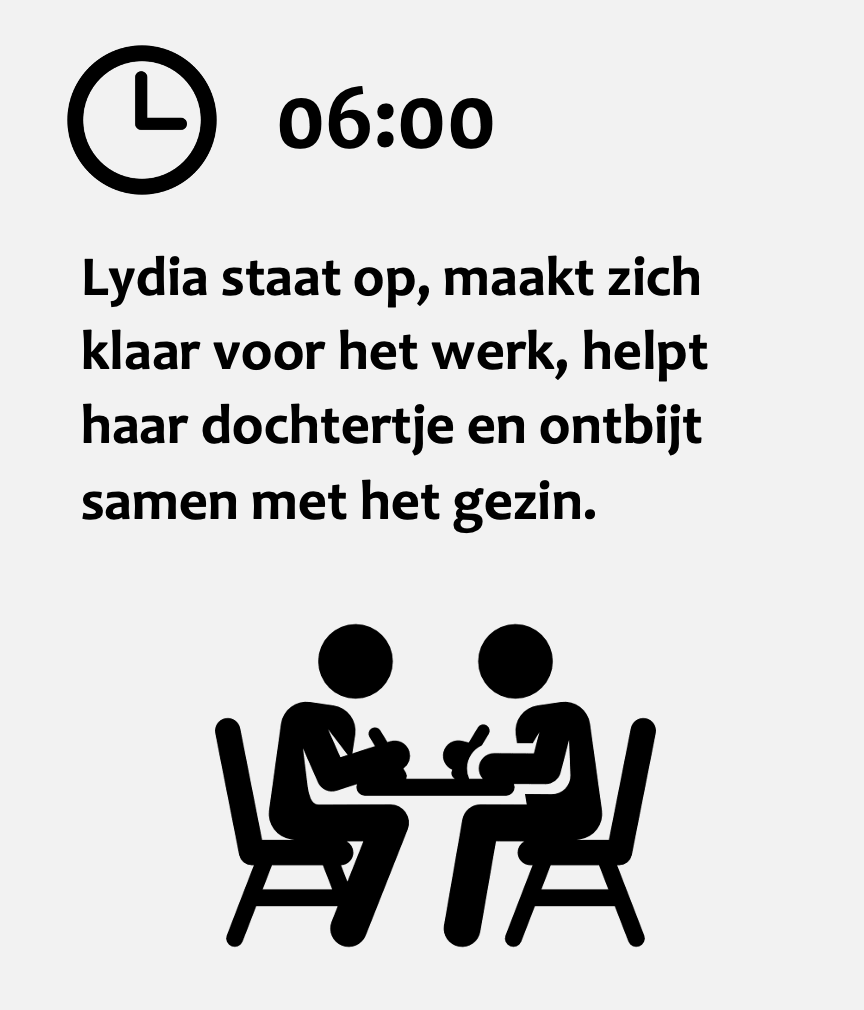 06:00
Lydia staat op, maakt zich
klaar voor het werk, helpt
haar dochtertje en ontbijt
samen met het gezin.